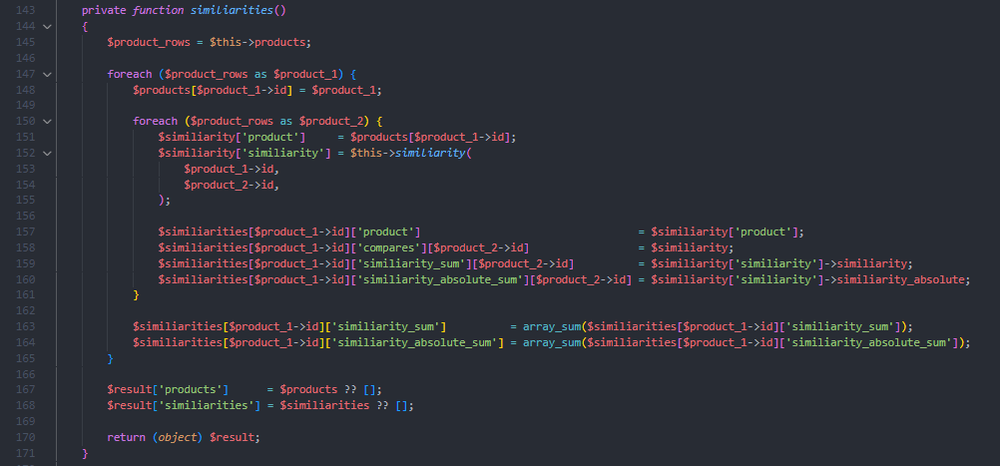 143 private function similiarities()
144 {
145 $product_rows = $this->products;
146
147 foreach ($product_rows as $product_1) {
148 $products[$product_1->id] = $product_1;
149
150 foreach ($product_rows as $product_2) {
151 $similiarity['product'] = $products[$product_1->id];
152 $similiarity['similiarity'] = $this->similiarity(
153 $product_1->id,
154 $product_2->id,
155 );
156
157 $similiarities[$product_1->id]['product'] = $similiarity['product'];
158 $similiarities[$product_1->id]['compares'][$product_2->id] = $similiarity;
159 $similiarities[$product_1->id]['similiarity_sum'][$product_2->id] = $similiarity['similiarity']->similiarity;
160 $similiarities[$product_1->id]['similiarity_absolute_sum'][$product_2->id] = $similiarity['similiarity']->similiarity_absolute;
161 }
162
163 $similiarities[$product_1->id]['similiarity_sum'] = array_sum($similiarities[$product_1->id]['similiarity_sum']);
164 $similiarities[$product_1->id]['similiarity_absolute_sum'] = array_sum($similiarities[$product_1->id]['similiarity_absolute_sum']);
165 }
166
167 $result['products'] = $products ?? [];
168 $result['similiarities'] = $similiarities ?? [];
169
170 return (object) $result;
171 }